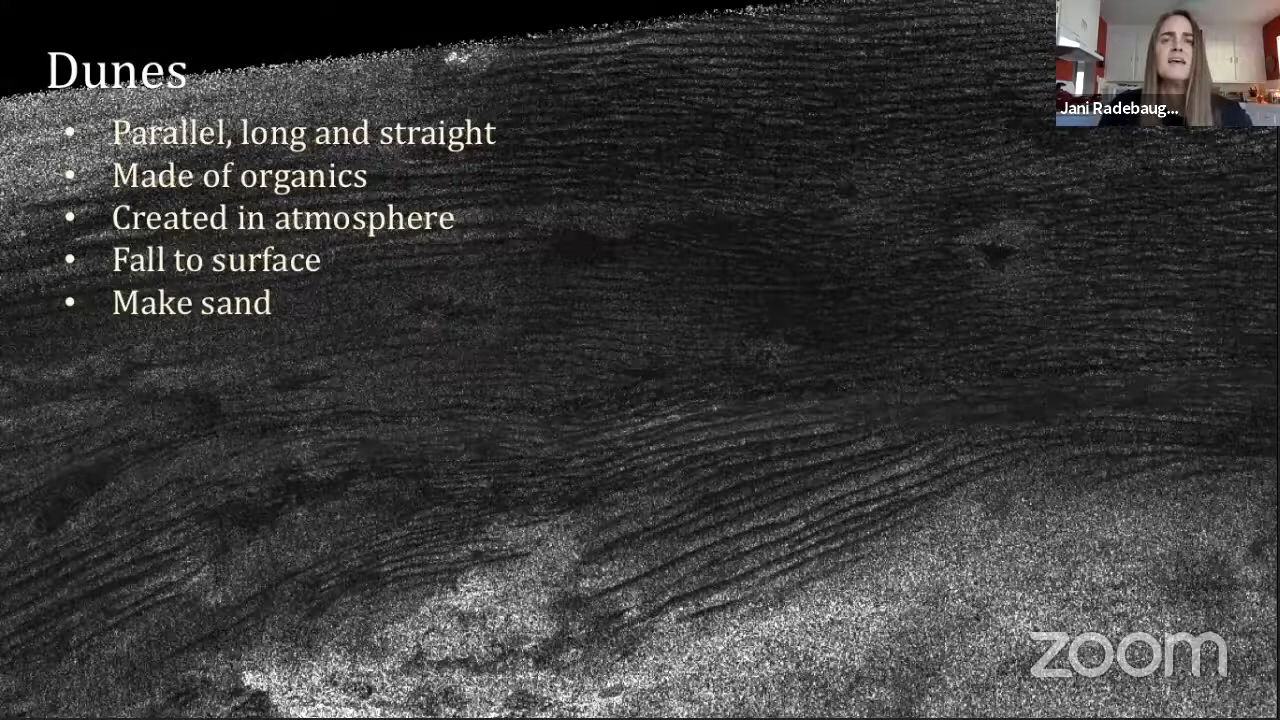 Dunes
• Parallel, long and straight
• Made of organics
• Created in atmosphere
• Fall to surface
• Make sand
Jani Radebaug...
zoom